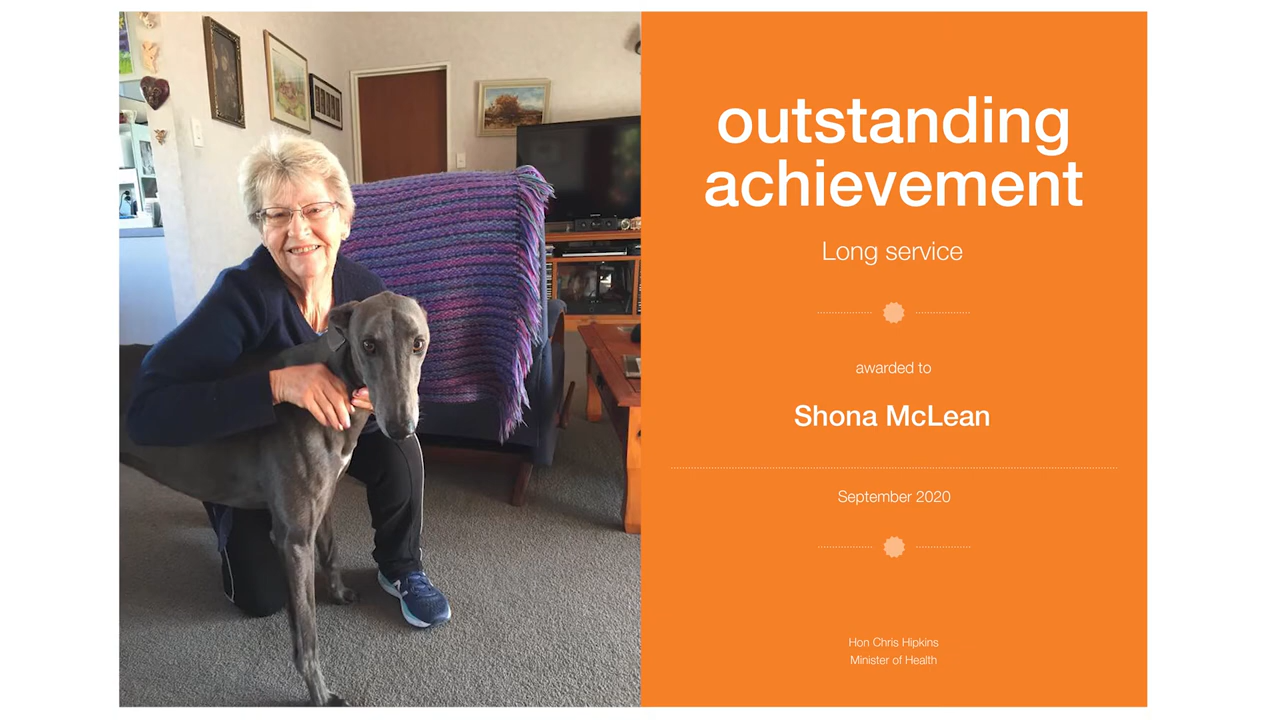 outstanding
achievement
Long service
awarded to
Shona McLean
September 2020
Hon Chris Hipkins
Minister of Health